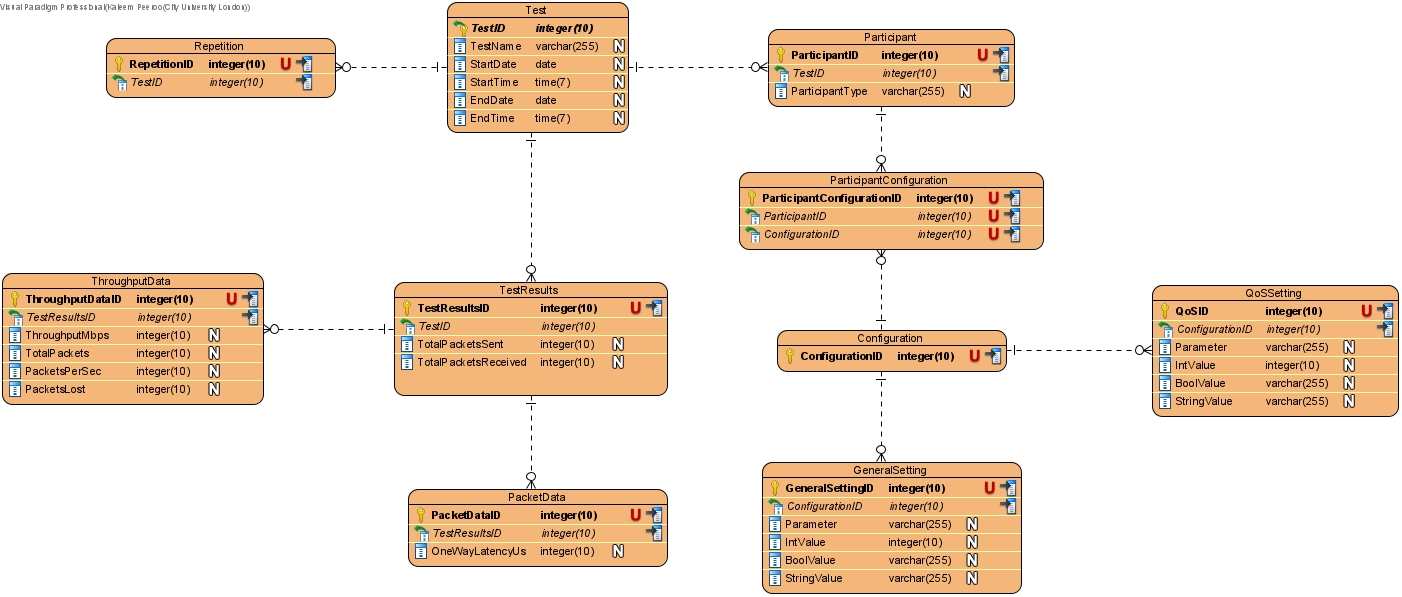 Visual Paradigm Professional(Kaleem Peeroo(City University London))
Test
TestID integer(10)
TestName varchar(255) N
StartDate date N
StartTime time(7) N
EndDate date N
EndTime time(7) N
Repetition
RepetitionID integer(10) U
TestID integer(10)
Participant
ParticipantID integer(10) U
TestID integer(10)
ParticipantType varchar(255) N
ParticipantConfiguration
ParticipantConfigurationID integer(10) U
ParticipantID integer(10) U
ConfigurationID integer(10) U
ThroughputData
ThroughputDataID integer(10) U
TestResultsID integer(10)
ThroughputMbps integer(10) N
TotalPackets integer(10) N
PacketsPerSec integer(10) N
PacketsLost integer(10) N
TestResults
TestResultsID integer(10) U
TestID integer(10)
TotalPacketsSent integer(10) N
TotalPacketsReceived integer(10) N
Configuration
ConfigurationID integer(10) U
QoSSetting
QoSID integer(10) U
ConfigurationID integer(10)
Parameter varchar(255) N
IntValue integer(10) N
BoolValue varchar(255) N
StringValue varchar(255) N
PacketData
PacketDataID integer(10) U
TestResultsID integer(10)
OneWayLatencyUs integer(10) N
GeneralSetting
GeneralSettingID integer(10) U
ConfigurationID integer(10)
Parameter varchar(255) N
IntValue integer(10) N
BoolValue varchar(255) N
StringValue varchar(255) N